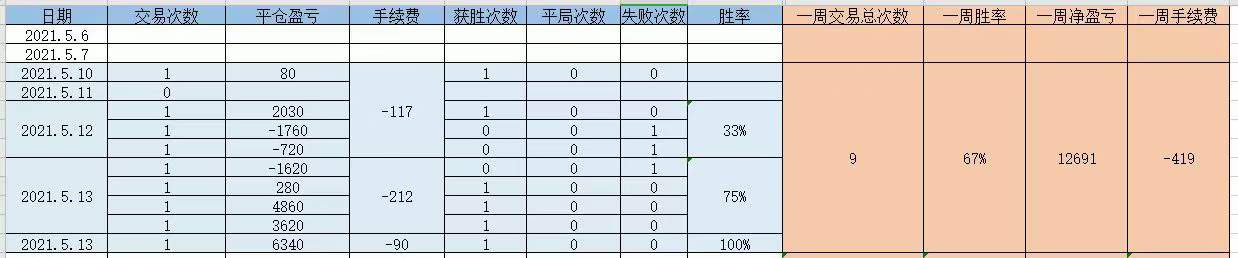 日期 交易次数 平仓盈亏 手续费 获胜次数 平局次数 失败次数 胜率 一周交易总次数 一周胜率 一周净盈亏 一周手续费
2021.5.6
2021.5.7
2021.5.10 1 80 1 0 0
2021.5.11 0
2021.5.12 1 2030 -117 1 0 0 33%
1 -1760 0 0 1
1 -720 0 0 1
1 -1620 0 0 1 9 67% 12691 -419
2021.5.13 1 280 -212 1 0 0 75%
1 4860 1 0 0
1 3620 1 0 0
2021.5.13 1 6340 -90 1 0 0 100%